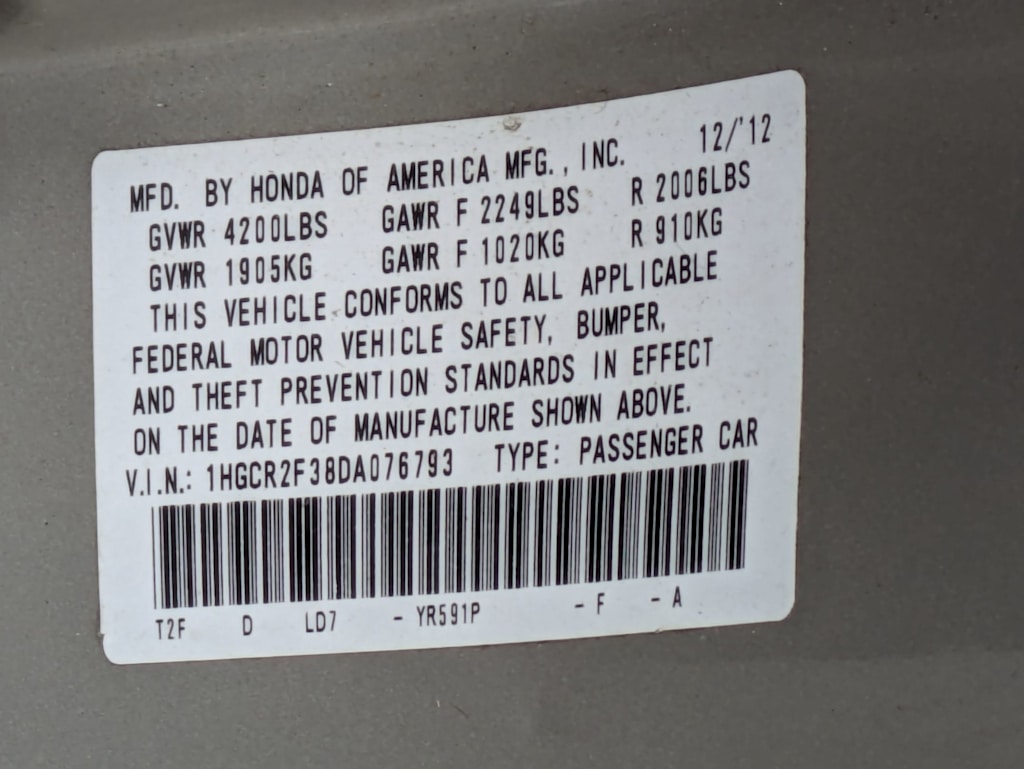 MFD. BY HONDA OF AMERICA MFG., INC. 12/'12
GVWR 4200LBS GAWR F 2249LBS R 2006LBS
GVWR 1905KG GAWR F 1020KG R 910KG
THIS VEHICLE CONFORMS TO ALL APPLICABLE
FEDERAL MOTOR VEHICLE SAFETY, BUMPER,
AND THEFT PREVENTION STANDARDS IN EFFECT
ON THE DATE OF MANUFACTURE SHOWN ABOVE.
V.I.N.: 1HGCR2F38DA076793 TYPE: PASSENGER CAR
T2F D LD7 - YR591P - F - A